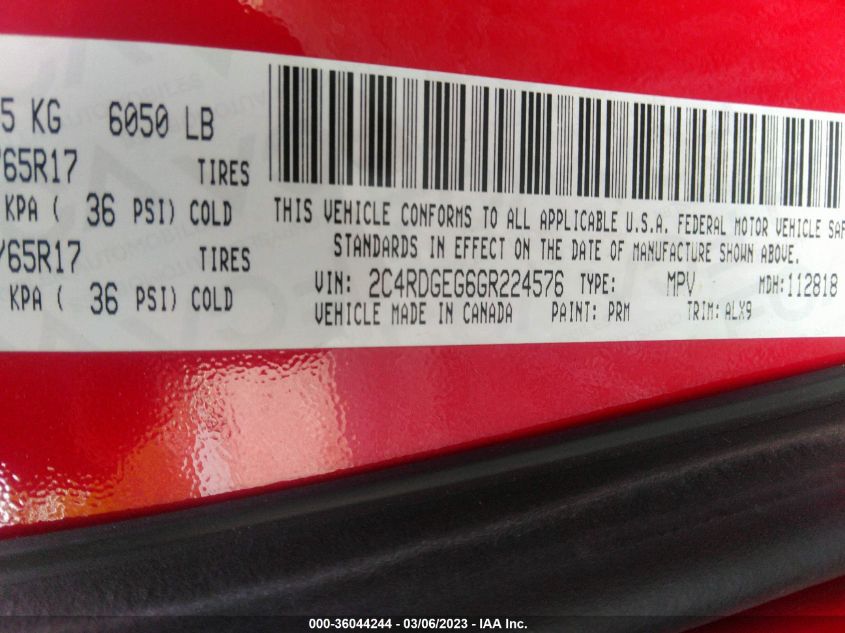 5 KG 6050 LB
/65R17 TIRES
KPA ( 36 PSI) COLD
/65R17 TIRES
KPA ( 36 PSI) COLD
THIS VEHICLE CONFORMS TO ALL APPLICABLE U.S.A. FEDERAL MOTOR VEHICLE SAF
STANDARDS IN EFFECT ON THE DATE OF MANUFACTURE SHOWN ABOVE.
VIN: 2C4RDGEG6GR224576 TYPE: MPV MDH:112818
VEHICLE MADE IN CANADA PAINT: PRM TRIM: ALX9
000-36044244 - 03/06/2023 - IAA Inc.